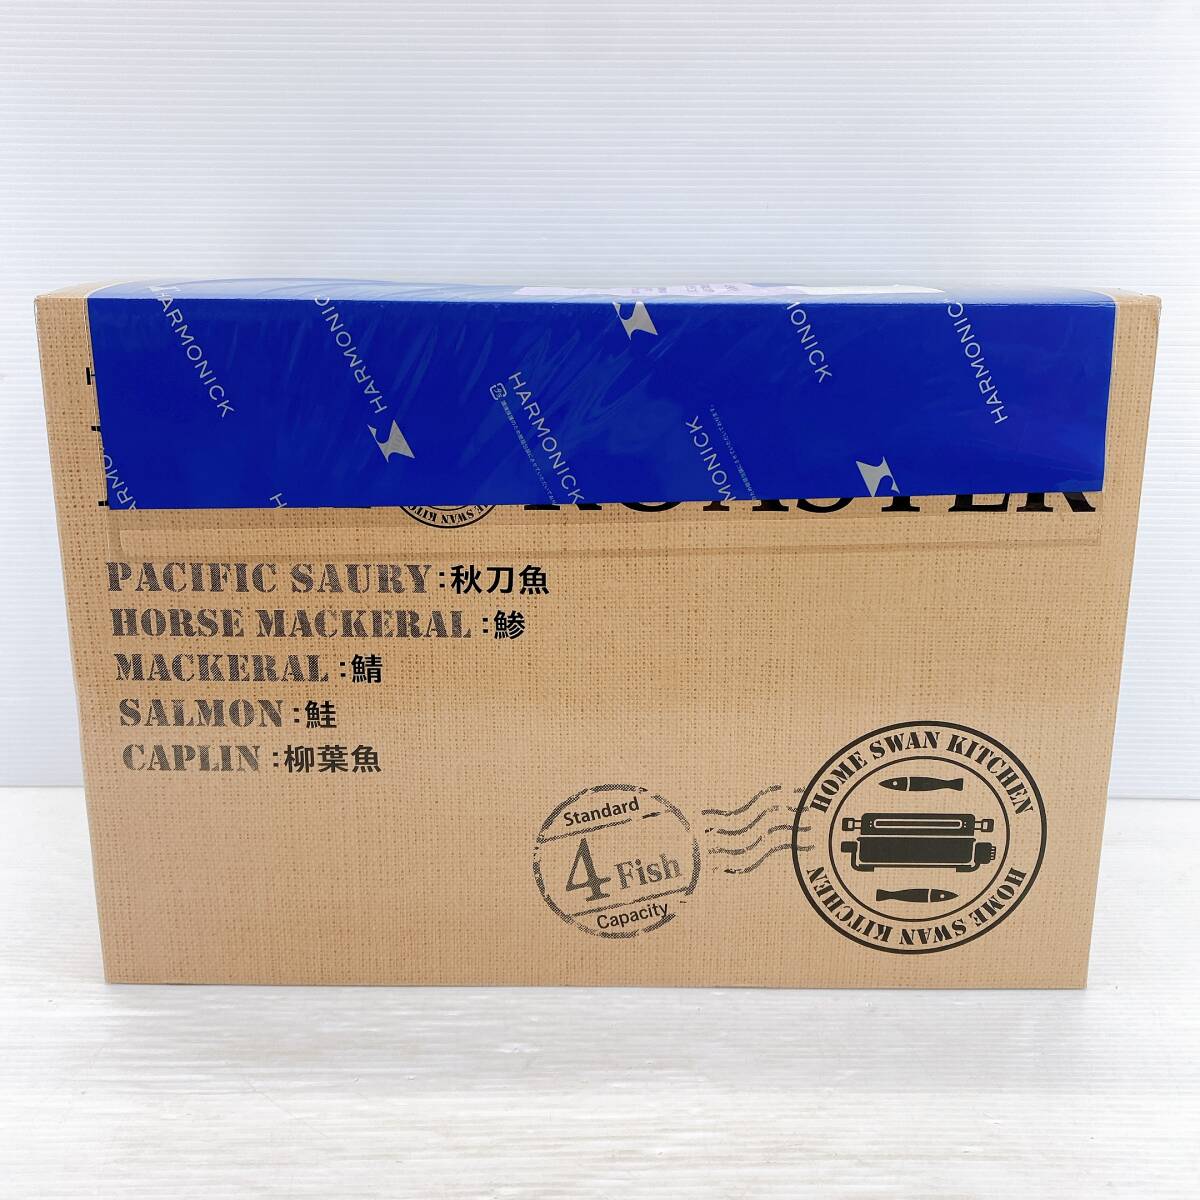 HARMONICK
HARMONICK
HARMONICK
HARMONICK
HARMONICK
PACIFIC SAURY:秋刀魚
HORSE MACKERAL:鯵
MACKERAL:鯖
SALMON:鮭
CAPLIN:柳葉魚
Standard
4 Fish
Capacity
HOME SWAN KITCHEN
HOME SWAN KITCHEN